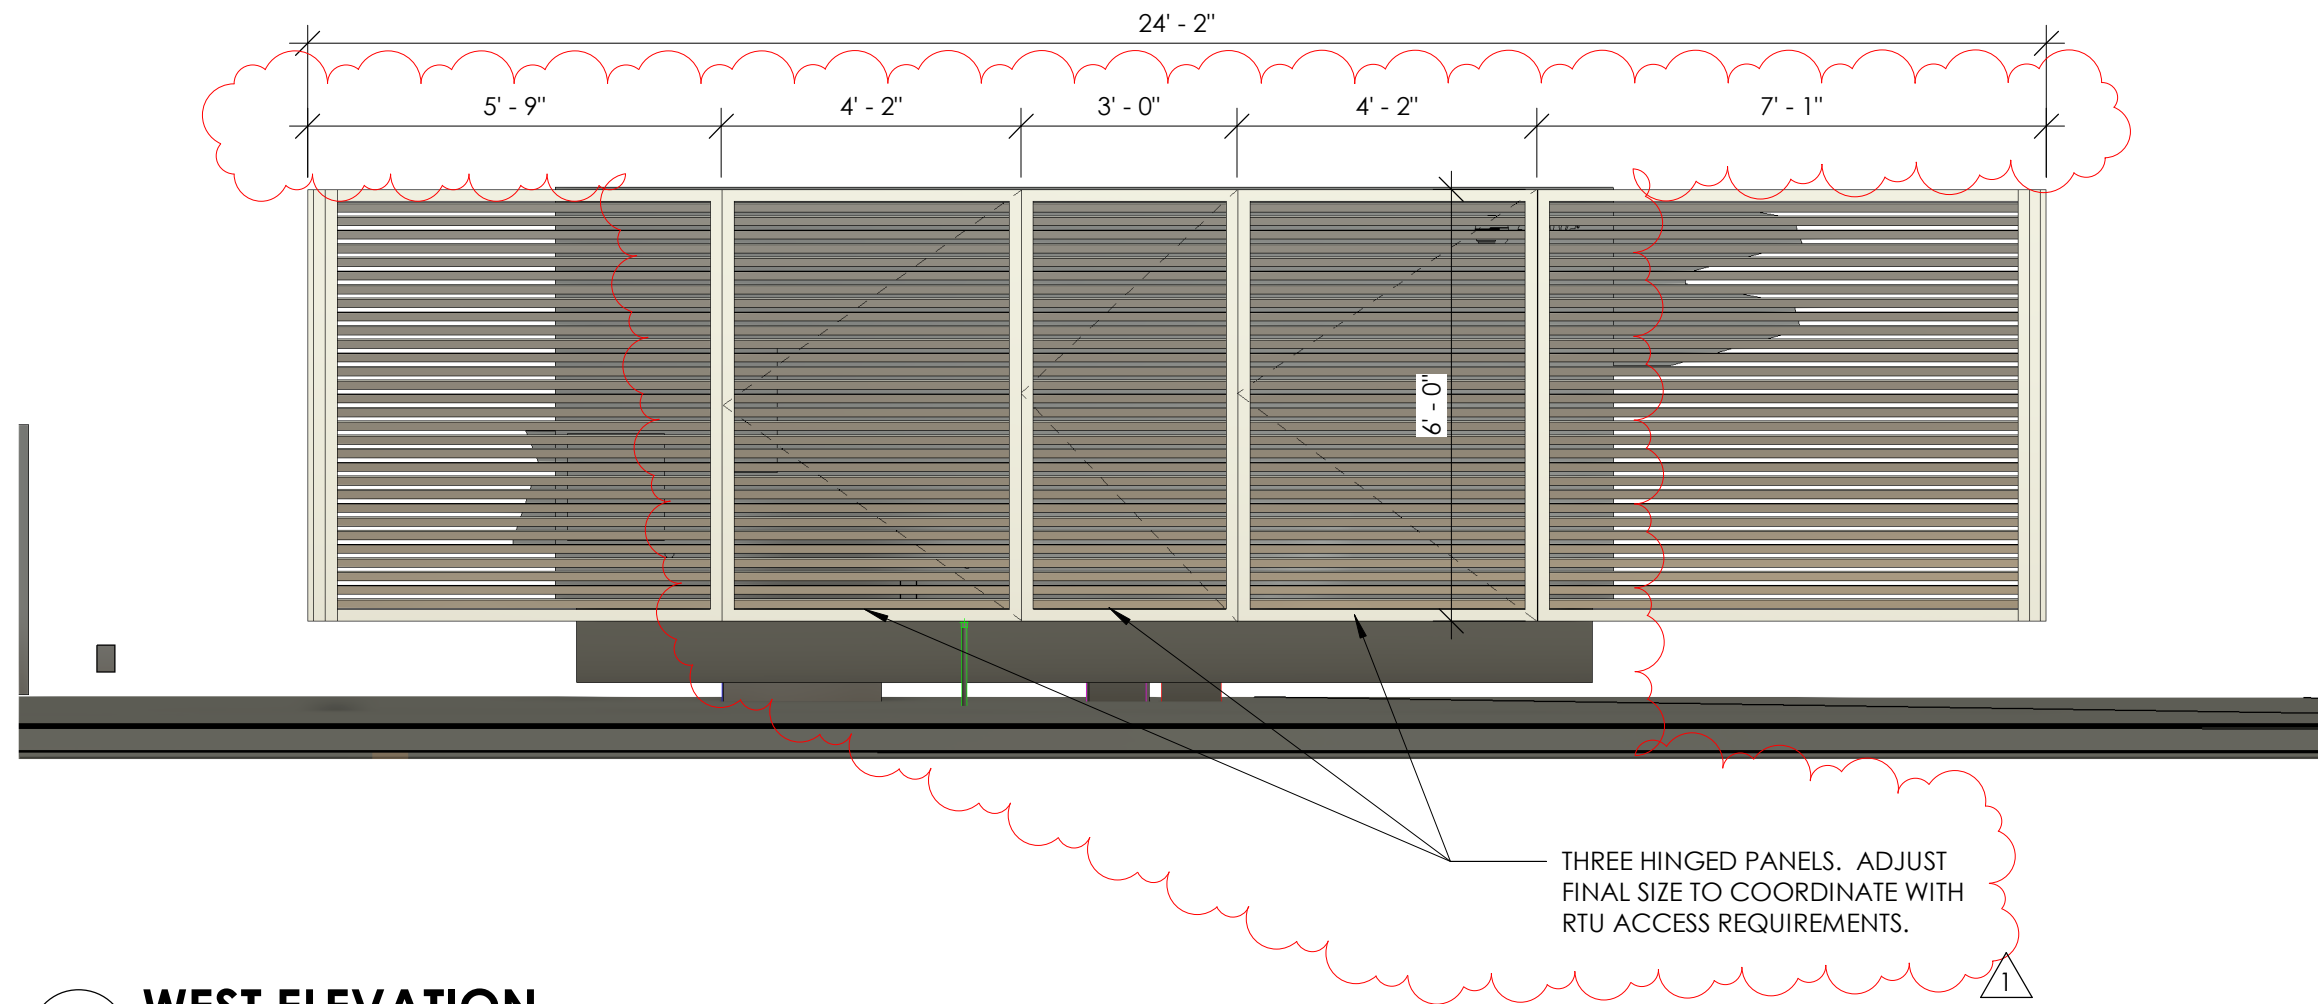 24' - 2"
5' - 9"
4' - 2"
3' - 0"
4' - 2"
7' - 1"
6' - 0"
THREE HINGED PANELS. ADJUST
FINAL SIZE TO COORDINATE WITH
RTU ACCESS REQUIREMENTS.
1
WEST ELEVATION